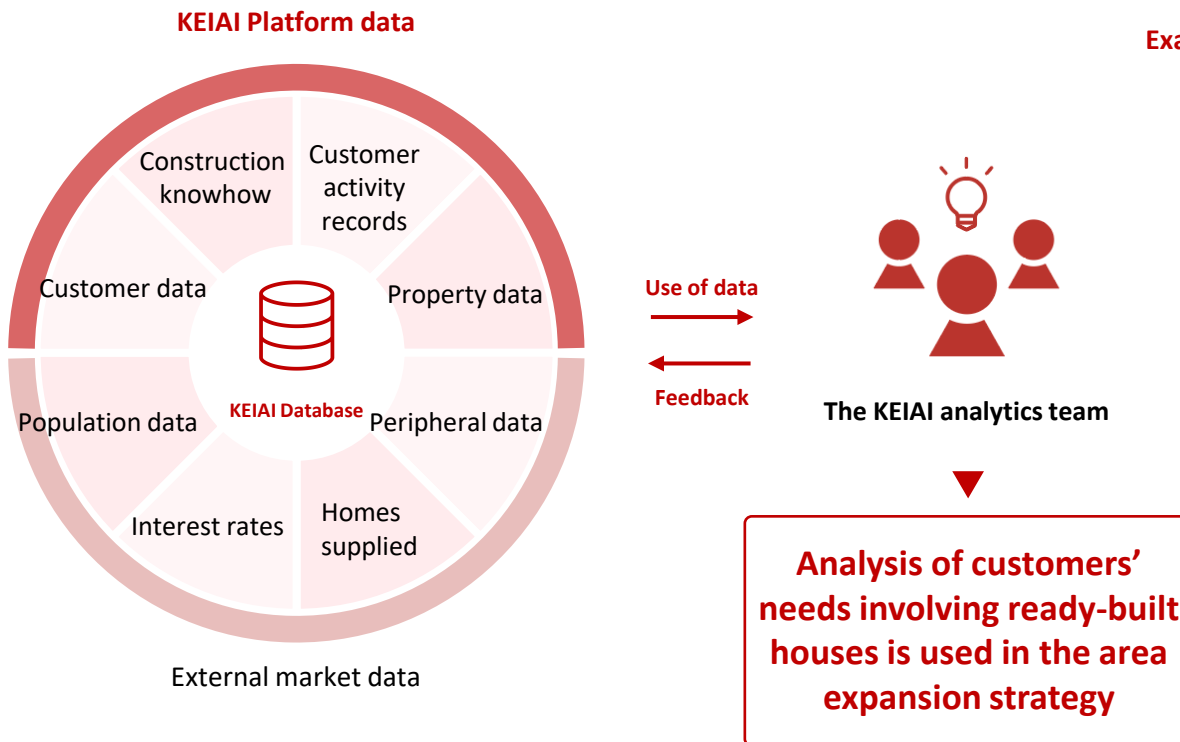 KEIAI Platform data
Exa
Construction
knowhow
Customer
activity
records
Customer data
Property data
KEIAI Database
Population data
Peripheral data
Interest rates
Homes
supplied
External market data
Use of data
Feedback
The KEIAI analytics team
Analysis of customers’
needs involving ready-built
houses is used in the area
expansion strategy